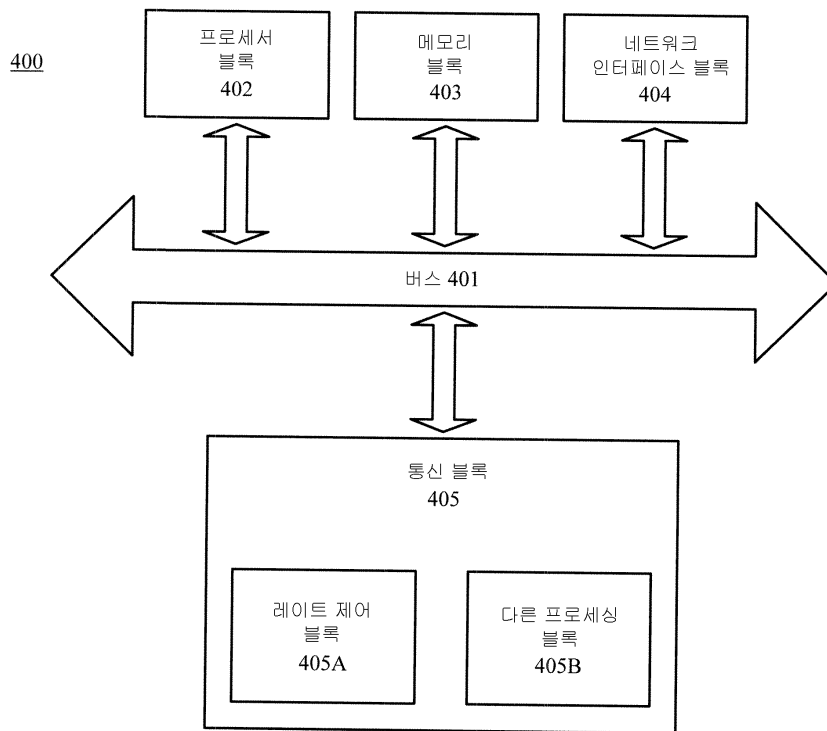 400
프로세서
블록
402
메모리
블록
403
네트워크
인터페이스 블록
404
버스 401
통신 블록
405
레이트 제어
블록
405A
다른 프로세싱
블록
405B